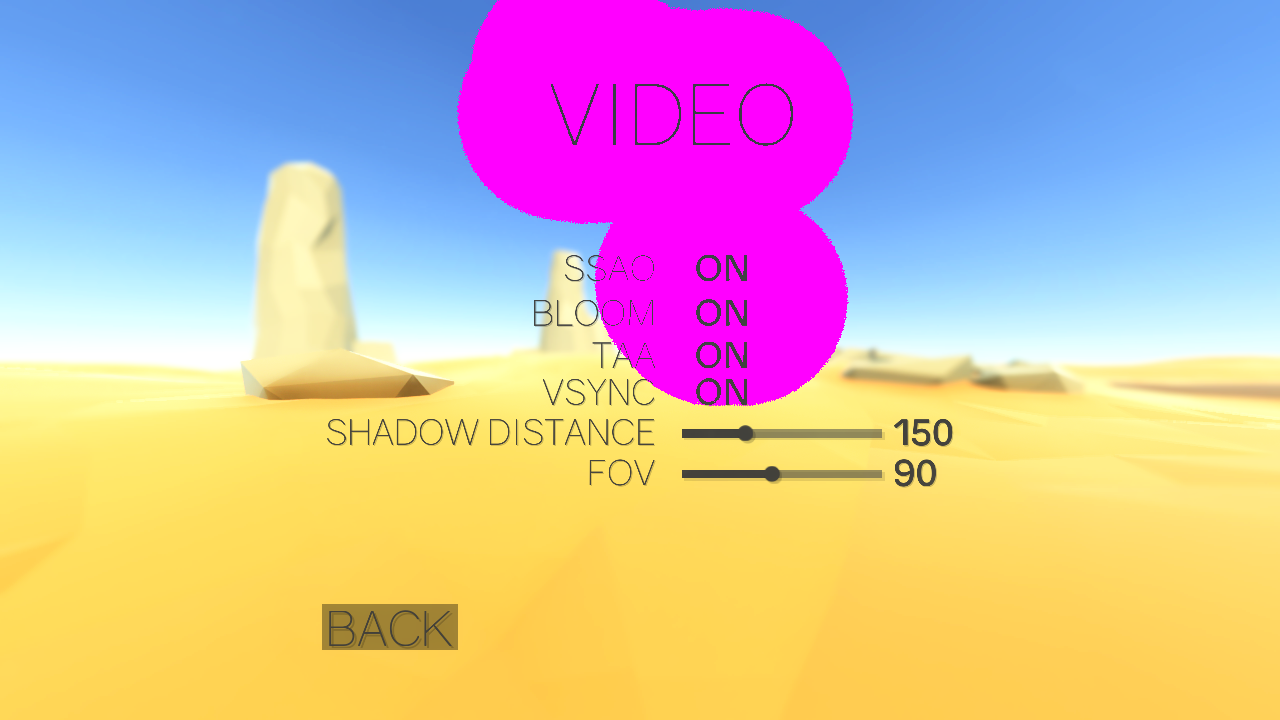 VIDEO
SSAO ON
BLOOM ON
TAA ON
VSYNC ON
SHADOW DISTANCE 150
FOV 90
BACK